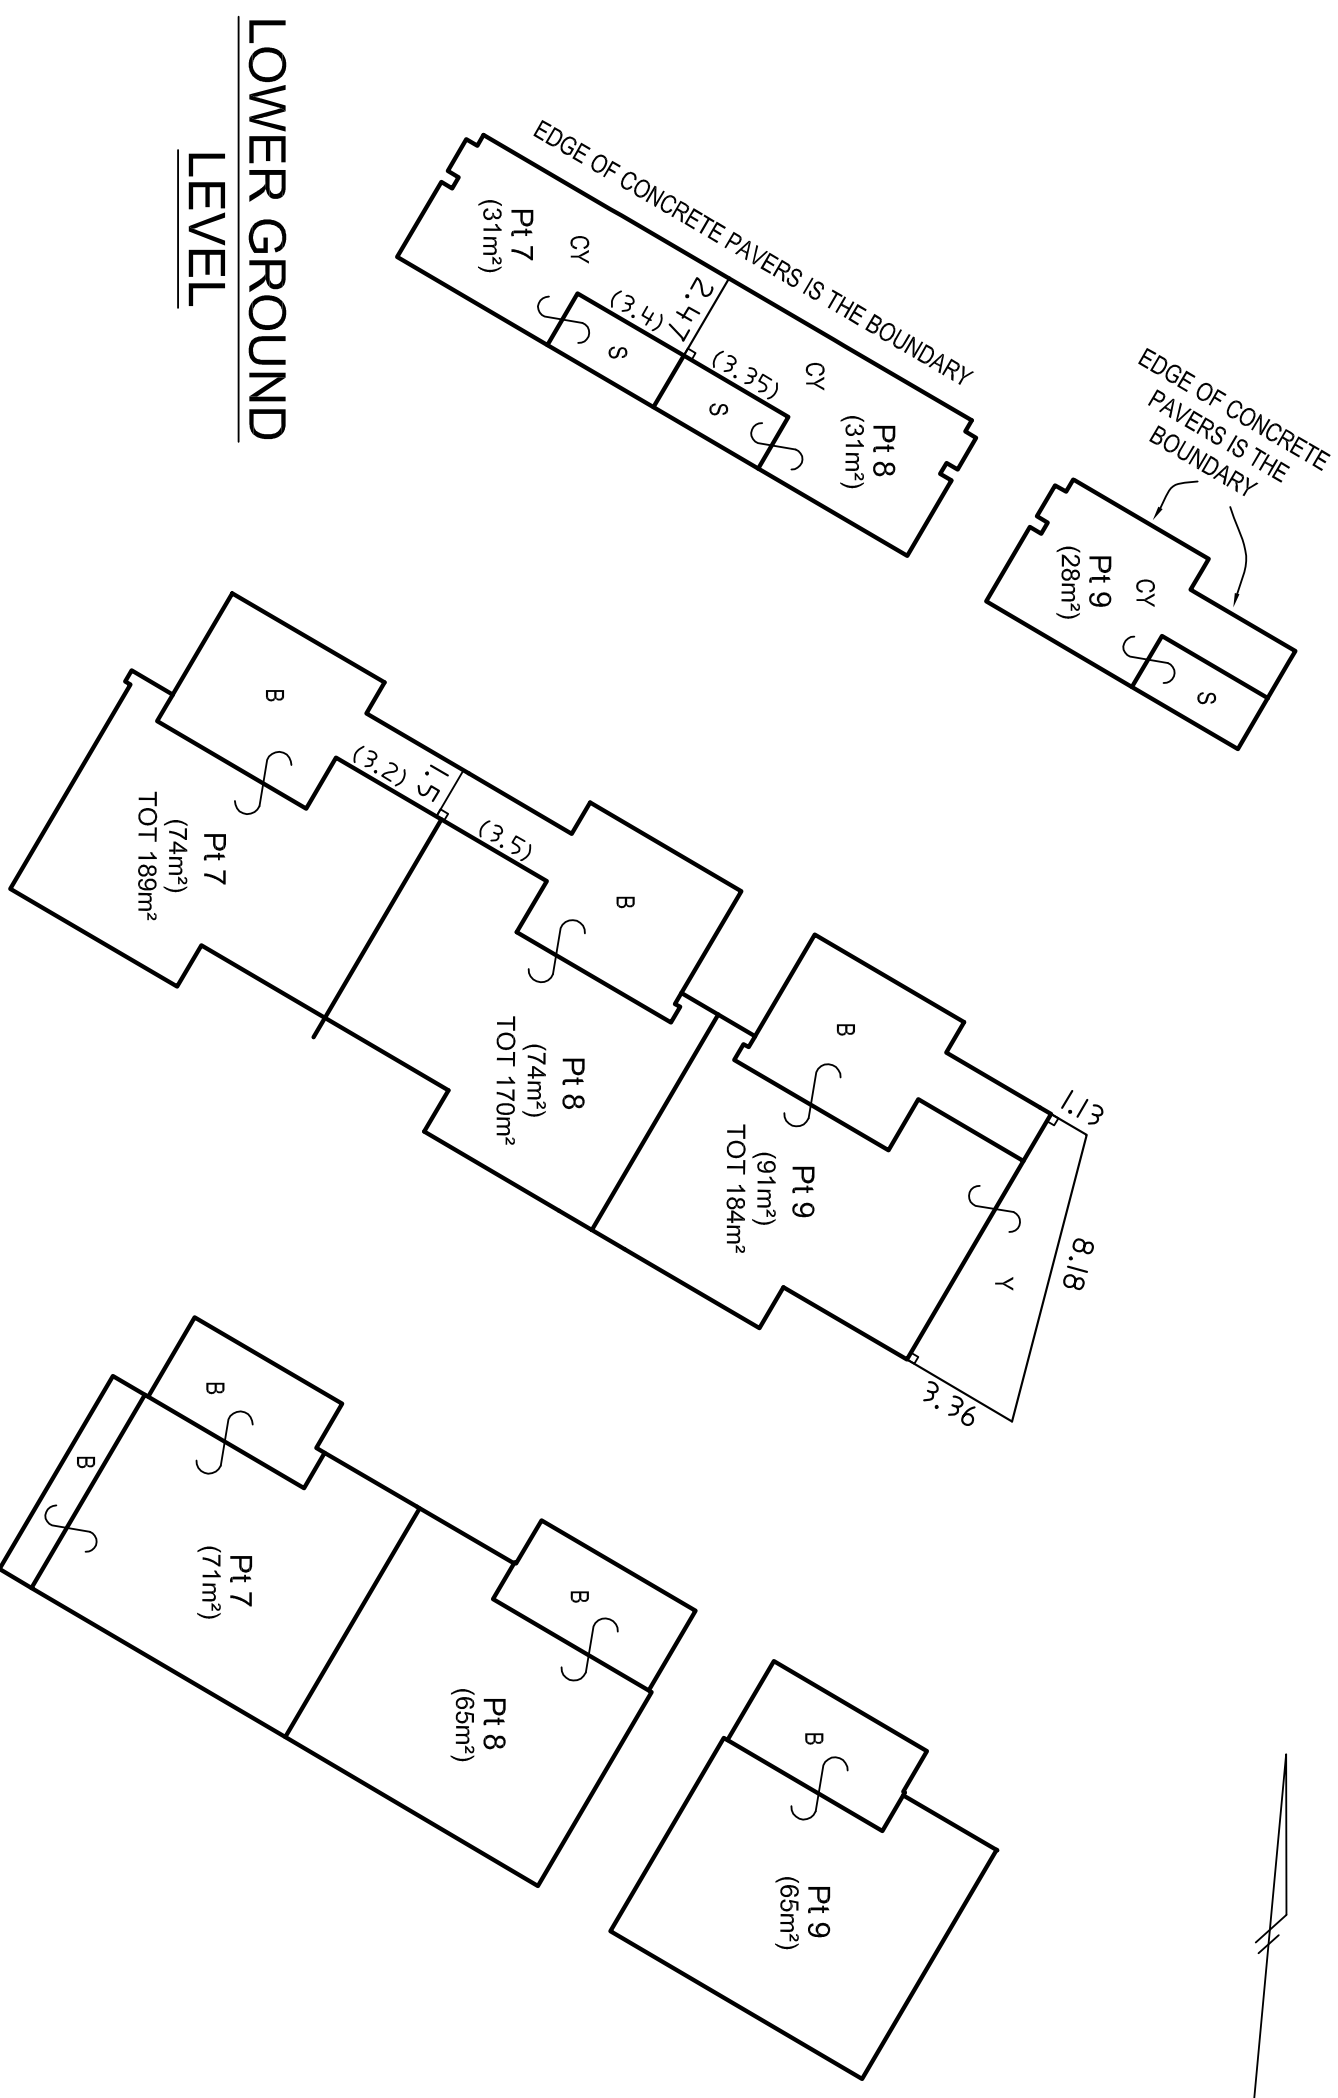 LOWER GROUND
LEVEL
EDGE OF CONCRETE PAVERS IS THE BOUNDARY
Pt 7
(31m²)
CY
(3.4)
2.47
S
(3.35)
S
CY
Pt 8
(31m²)
EDGE OF CONCRETE
PAVERS IS THE
BOUNDARY
Pt 9
(28m²)
CY
S
B
(3.2)
1.5
(3.5)
Pt 7
(74m²)
TOT 189m²
B
Pt 8
(74m²)
TOT 170m²
B
Pt 9
(91m²)
TOT 184m²
1.13
8.18
Y
3.36
B
B
Pt 7
(71m²)
B
Pt 8
(65m²)
B
Pt 9
(65m²)